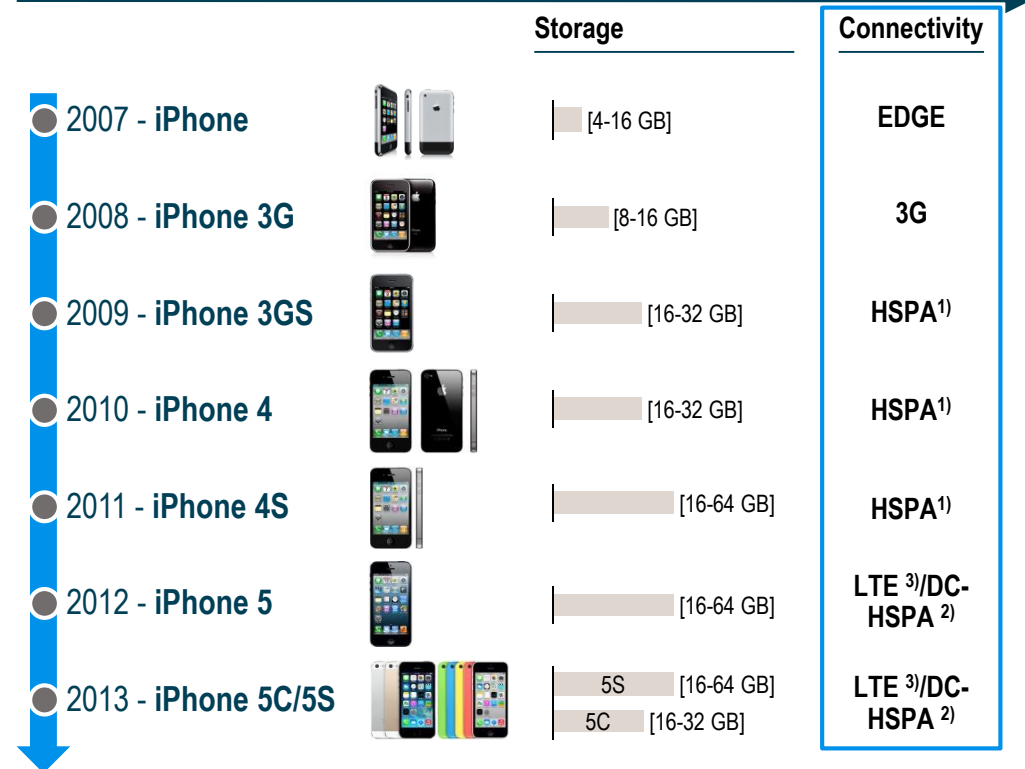 Storage
Connectivity
2007 - iPhone
[4-16 GB]
EDGE
2008 - iPhone 3G
[8-16 GB]
3G
2009 - iPhone 3GS
[16-32 GB]
HSPA1)
2010 - iPhone 4
[16-32 GB]
HSPA1)
2011 - iPhone 4S
[16-64 GB]
HSPA1)
2012 - iPhone 5
[16-64 GB]
LTE 3)/DC-
HSPA 2)
2013 - iPhone 5C/5S
5S [16-64 GB]
5C [16-32 GB]
LTE 3)/DC-
HSPA 2)